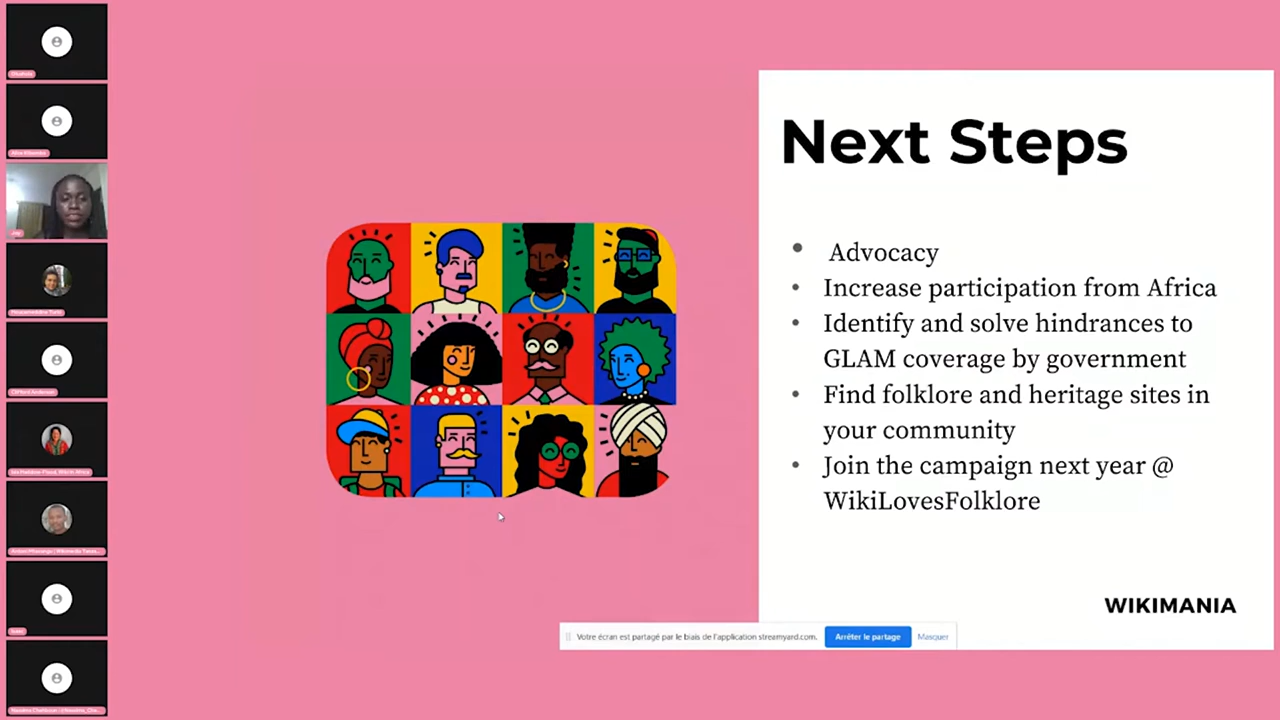 Next Steps
• Advocacy
• Increase participation from Africa
• Identify and solve hindrances to
GLAM coverage by government
• Find folklore and heritage sites in
your community
• Join the campaign next year @
WikiLovesFolklore
WIKIMANIA
Votre écran est partagé par le biais de l'application streamyard.com.
Arrêter le partage
Masquer